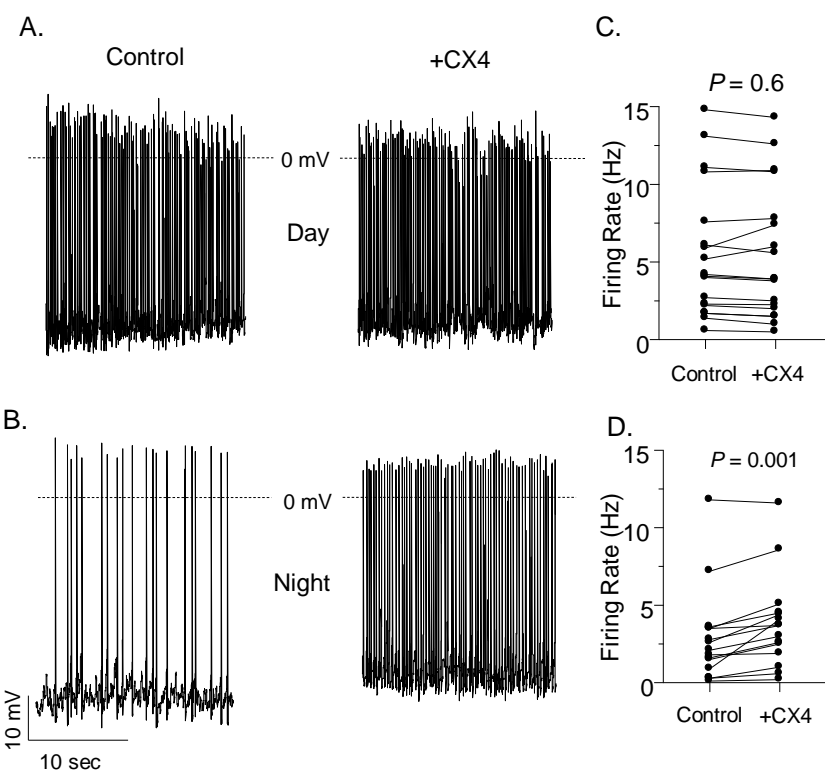 A.
Control
+CX4
0 mV
Day
C.
P = 0.6
15
10
5
0
Firing Rate (Hz)
Control +CX4
B.
0 mV
Night
10 mV
10 sec
D.
P = 0.001
15
10
5
0
Firing Rate (Hz)
Control +CX4